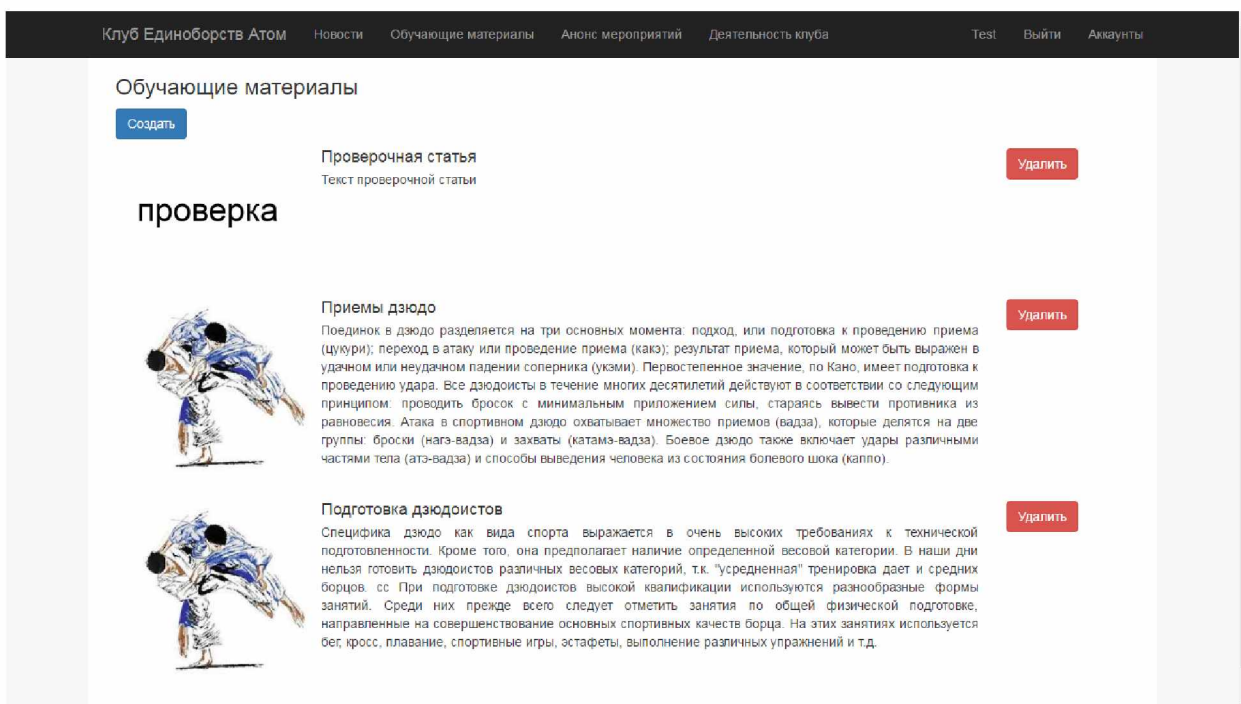 Клуб Единоборств Атом Новости Обучающие материалы Анонс мероприятий Деятельность клуба Test Выйти Аккаунты
Обучающие материалы
Создать
Проверочная статья
Удалить
Текст проверочной статьи
проверка
Приемы дзюдо
Удалить
Поединок в дзюдо разделяется на три основных момента: подход, или подготовка к проведению приема
(цукури); переход в атаку или проведение приема (какэ); результат приема, который может быть выражен в
удачном или неудачном падении соперника (укэми). Первостепенное значение, по Кано, имеет подготовка к
проведению удара. Все дзюдоисты в течение многих десятилетий действуют в соответствии со следующим
принципом: проводить бросок с минимальным приложением силы, стараясь вывести противника из
равновесия. Атака в спортивном дзюдо охватывает множество приемов (вадза), которые делятся на две
группы: броски (нагэ-вадза) и захваты (катамэ-вадза). Боевое дзюдо также включает удары различными
частями тела (атэ-вадза) и способы выведения человека из состояния болевого шока (каппо).
Подготовка дзюдоистов
Удалить
Специфика дзюдо как вида спорта выражается в очень высоких требованиях к технической
подготовленности. Кроме того, она предполагает наличие определенной весовой категории. В наши дни
нельзя готовить дзюдоистов различных весовых категорий, т.к. "усредненная" тренировка дает и средних
борцов. сс При подготовке дзюдоистов высокой квалификации используются разнообразные формы
занятий. Среди них прежде всего следует отметить занятия по общей физической подготовке,
направленные на совершенствование основных спортивных качеств борца. На этих занятиях используется
бег, кросс, плавание, спортивные игры, эстафеты, выполнение различных упражнений и т.д.